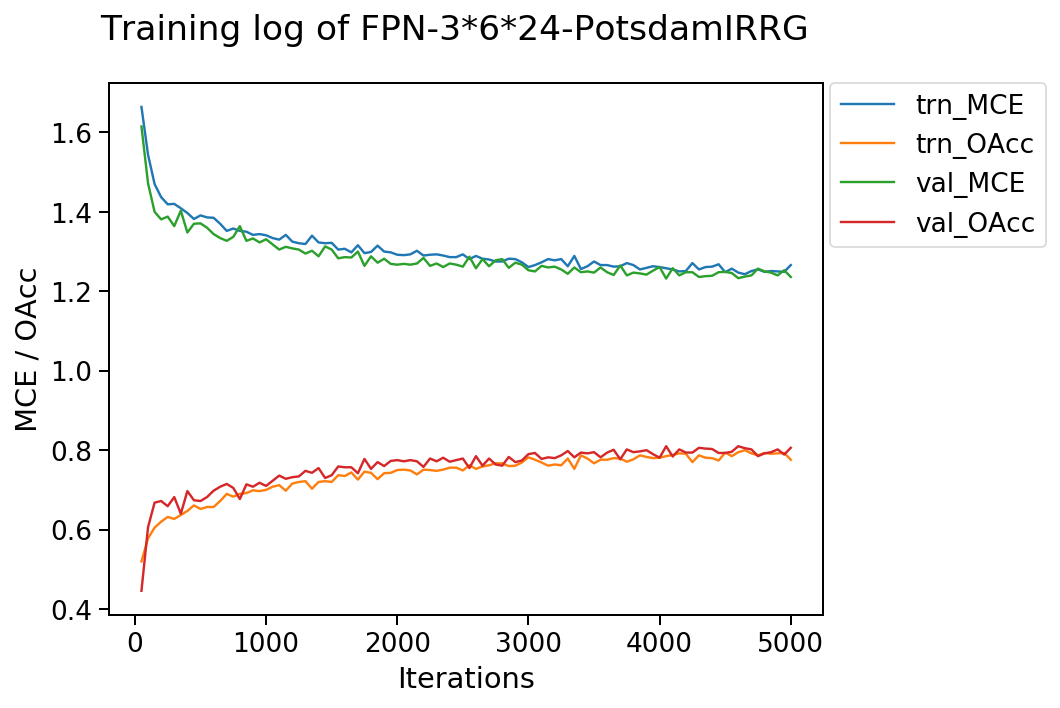 Training log of FPN-3*6*24-PotsdamIRRG
trn_MCE
trn_OAcc
val_MCE
val_OAcc
MCE / OAcc
1.6
1.4
1.2
1.0
0.8
0.6
0.4
0 1000 2000 3000 4000 5000
Iterations